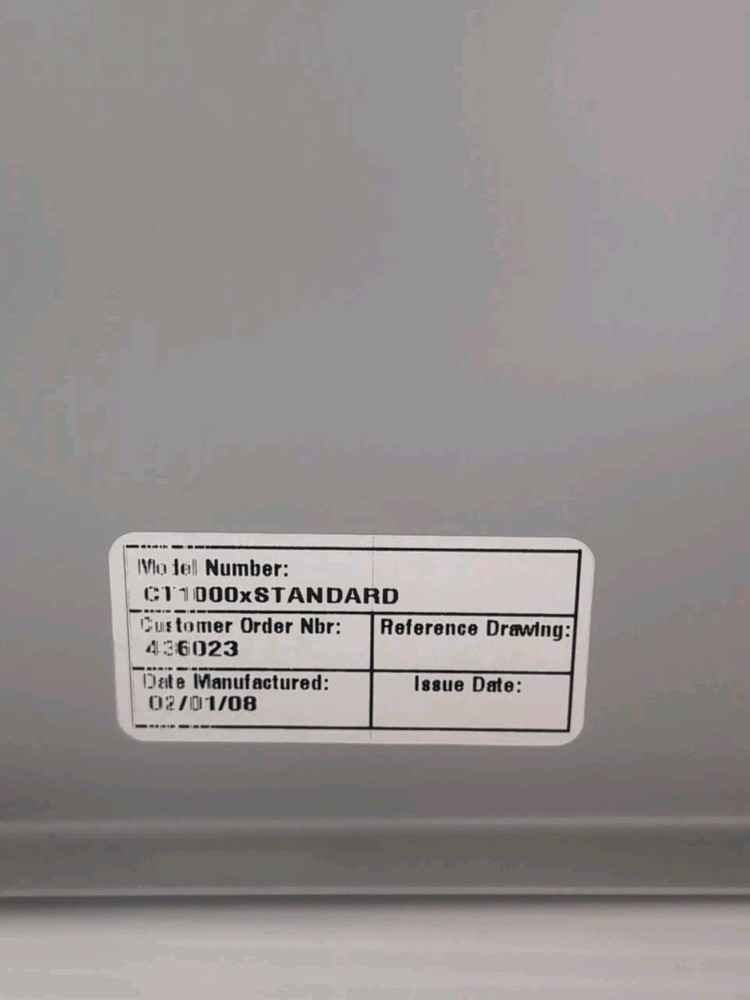 Model Number:
CT1000xSTANDARD
Customer Order Nbr:
436023
Reference Drawing:
Date Manufactured:
02/01/08
Issue Date: